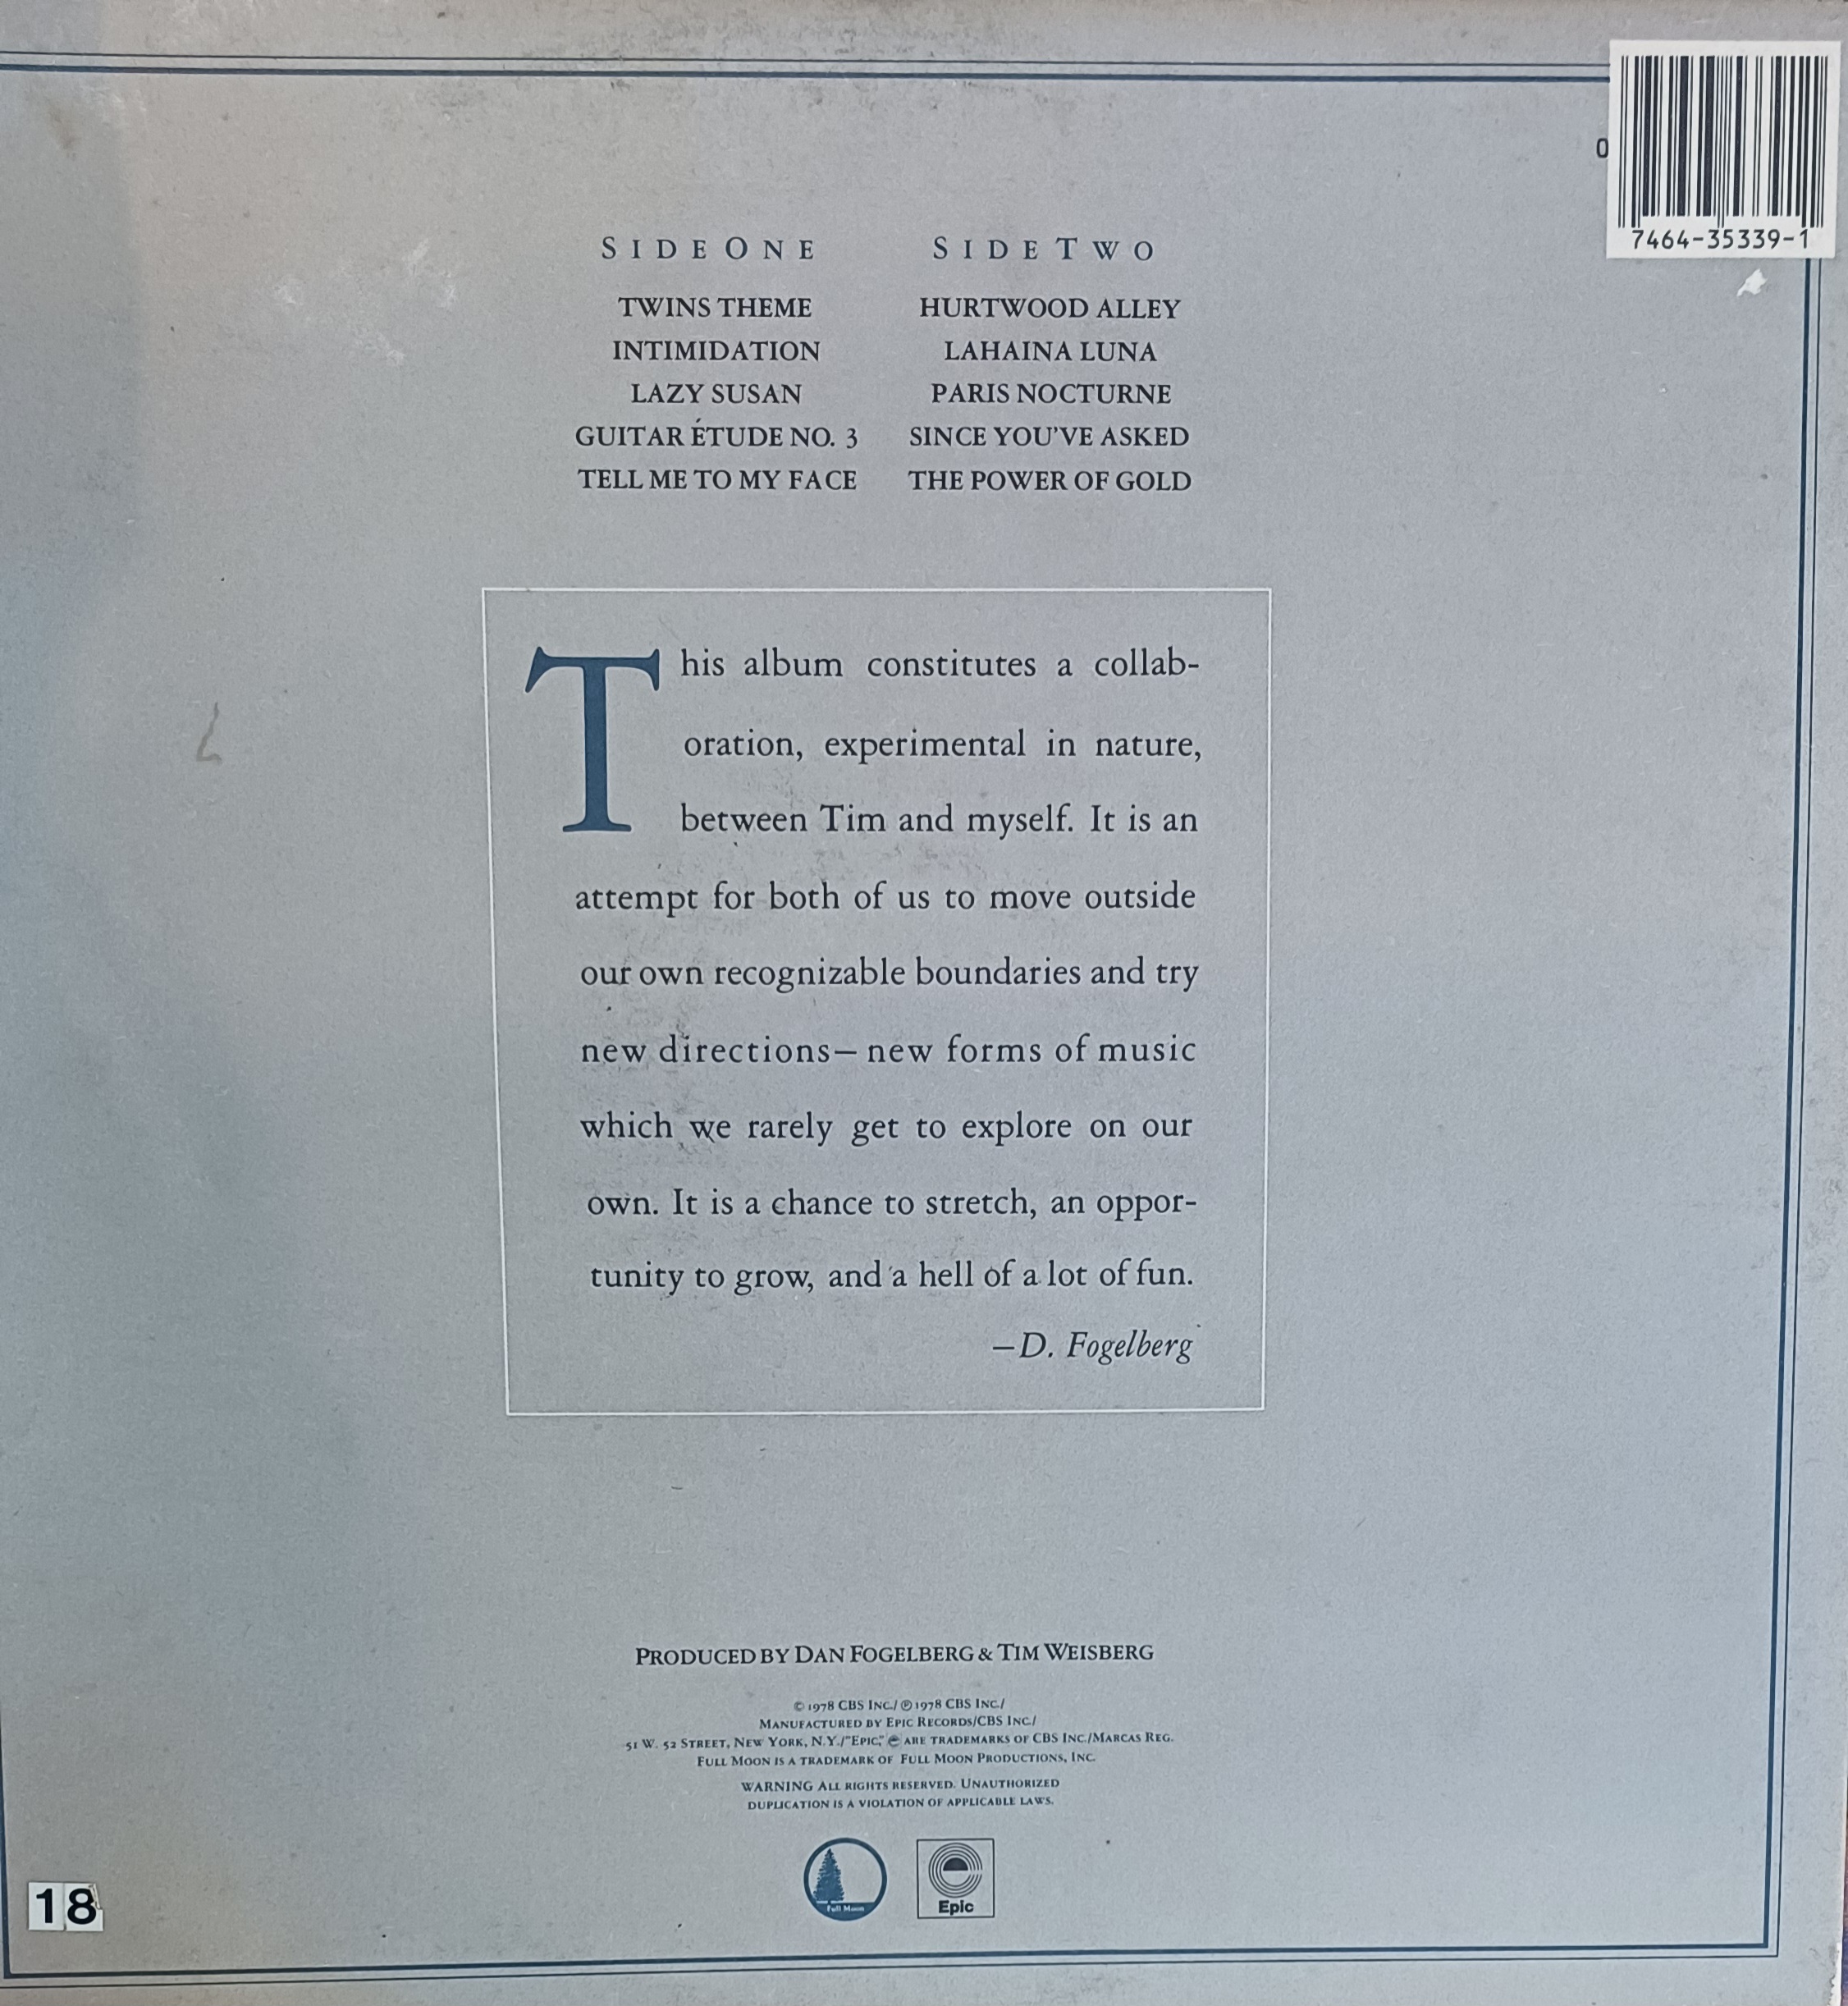 0
7464-35339-1
SIDE ONE
TWINS THEME
INTIMIDATION
LAZY SUSAN
GUITAR ÉTUDE NO. 3
TELL ME TO MY FACE
SIDE TWO
HURTWOOD ALLEY
LAHAINA LUNA
PARIS NOCTURNE
SINCE YOU'VE ASKED
THE POWER OF GOLD
This album constitutes a collab-
oration, experimental in nature,
between Tim and myself. It is an
attempt for both of us to move outside
our own recognizable boundaries and try
new directions—new forms of music
which we rarely get to explore on our
own. It is a chance to stretch, an oppor-
tunity to grow, and a hell of a lot of fun.
—D. Fogelberg
PRODUCED BY DAN FOGELBERG & TIM WEISBERG
© 1978 CBS INC./ ℗ 1978 CBS INC./
MANUFACTURED BY EPIC RECORDS/CBS INC./
51 W. 52 STREET, NEW YORK, N.Y./"EPIC," e ARE TRADEMARKS OF CBS INC./MARCAS REG.
FULL MOON IS A TRADEMARK OF FULL MOON PRODUCTIONS, INC.
WARNING ALL RIGHTS RESERVED. UNAUTHORIZED
DUPLICATION IS A VIOLATION OF APPLICABLE LAWS.
Full Moon
Epic
18